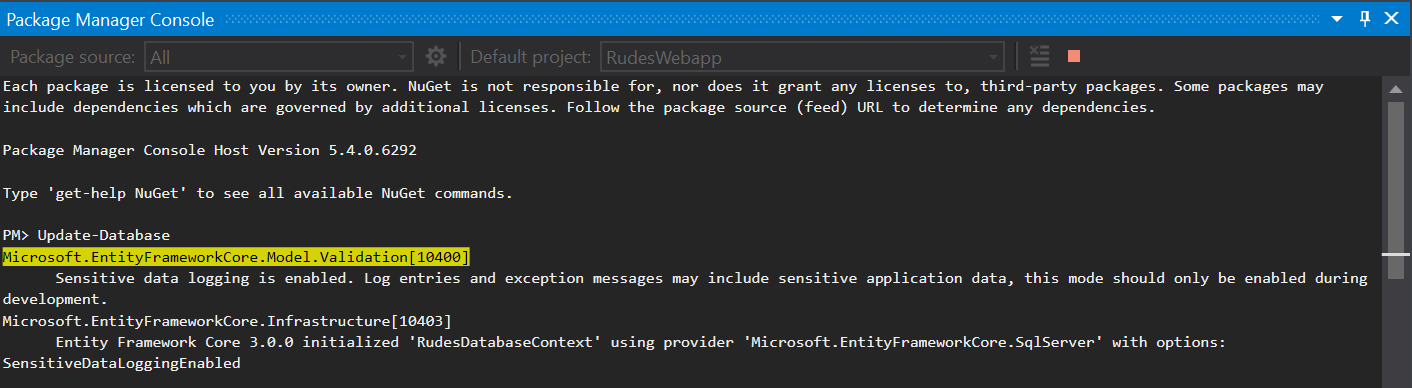 Package Manager Console
Package source: All Default project: RudesWebapp
Each package is licensed to you by its owner. NuGet is not responsible for, nor does it grant any licenses to, third-party packages. Some packages may
include dependencies which are governed by additional licenses. Follow the package source (feed) URL to determine any dependencies.
Package Manager Console Host Version 5.4.0.6292
Type 'get-help NuGet' to see all available NuGet commands.
PM> Update-Database
Microsoft.EntityFrameworkCore.Model.Validation[10400]
Sensitive data logging is enabled. Log entries and exception messages may include sensitive application data, this mode should only be enabled during
development.
Microsoft.EntityFrameworkCore.Infrastructure[10403]
Entity Framework Core 3.0.0 initialized 'RudesDatabaseContext' using provider 'Microsoft.EntityFrameworkCore.SqlServer' with options:
SensitiveDataLoggingEnabled